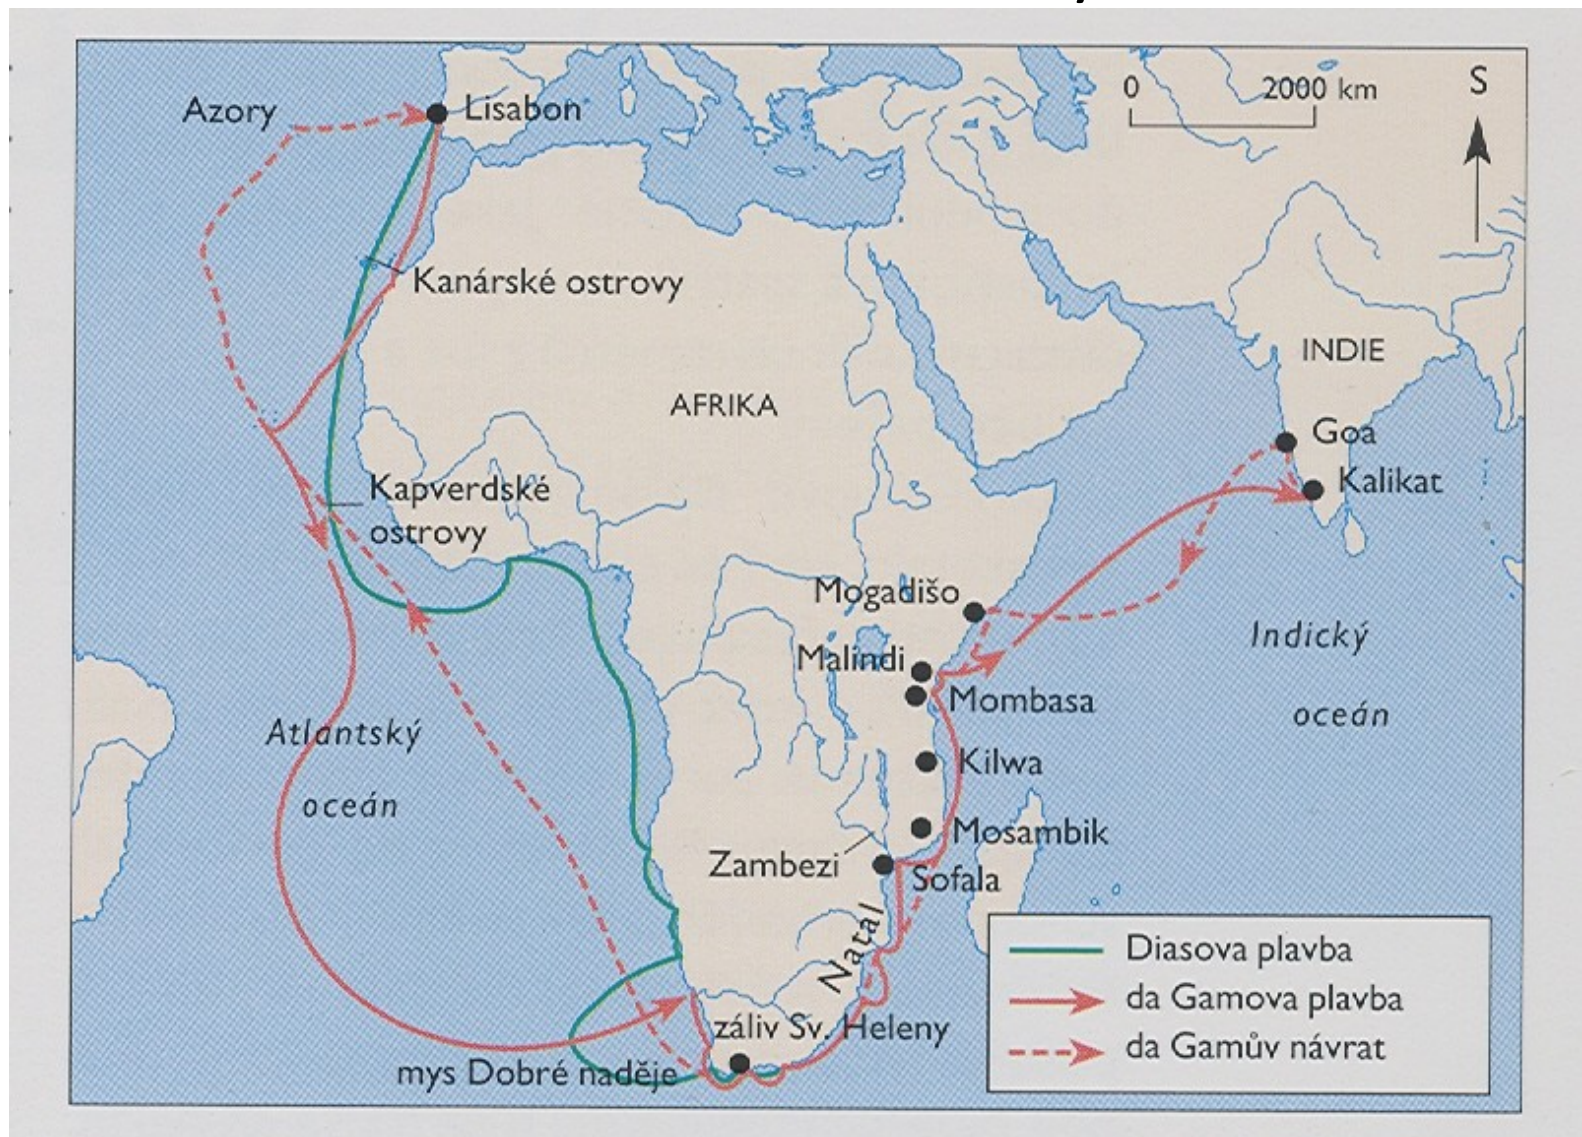 0 2000 km
S
Azory
Lisabon
Kanárské ostrovy
INDIE
AFRIKA
Goa
Kalikat
Kapverdské
ostrovy
Mogadišo
Indický
oceán
Malindi
Mombasa
Atlantský
oceán
Kilwa
Mosambik
Zambezi
Sofala
Natal
záliv Sv. Heleny
mys Dobré naděje
Diasova plavba
da Gamova plavba
da Gamův návrat